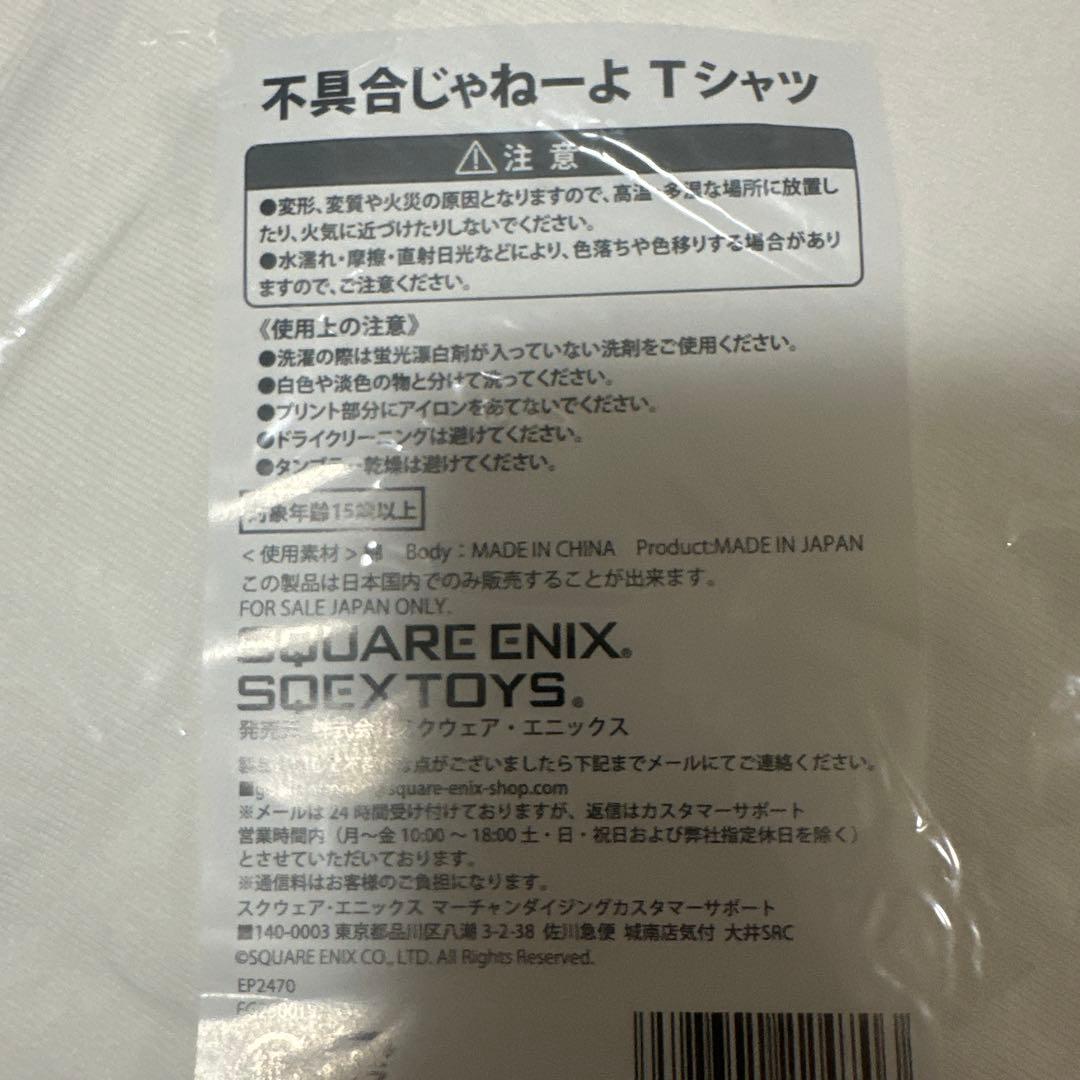 不具合じゃねーよ Tシャツ
⚠注 意
●変形、変質や火災の原因となりますので、高温・多湿な場所に放置し
たり、火気に近づけたりしないでください。
●水濡れ・摩擦・直射日光などにより、色落ちや色移りする場合があり
ますので、ご注意ください。
《使用上の注意》
●洗濯の際は蛍光漂白剤が入っていない洗剤をご使用ください。
●白色や淡色の物と分けて洗ってください。
●プリント部分にアイロンをあてないでください。
●ドライクリーニングは避けてください。
●タンブラー乾燥は避けてください。
対象年齢15歳以上
<使用素材> Body：MADE IN CHINA Product:MADE IN JAPAN
この製品は日本国内でのみ販売することが出来ます。
FOR SALE JAPAN ONLY.
SQUARE ENIX®
SQEX TOYS®
発売元 株式会社スクウェア・エニックス
点がございましたら下記までメールにてご連絡ください。
square-enix-shop.com
※メールは24時間受け付けておりますが、返信はカスタマーサポート
営業時間内（月～金 10:00 ～ 18:00 土・日・祝日および弊社指定休日を除く）
とさせていただいております。
※通信料はお客様のご負担になります。
スクウェア・エニックス マーチャンダイジングカスタマーサポート
■140-0003 東京都品川区八潮 3-2-38 佐川急便 城南店気付 大井SRC
©SQUARE ENIX CO., LTD. All Rights Reserved.
EP2470